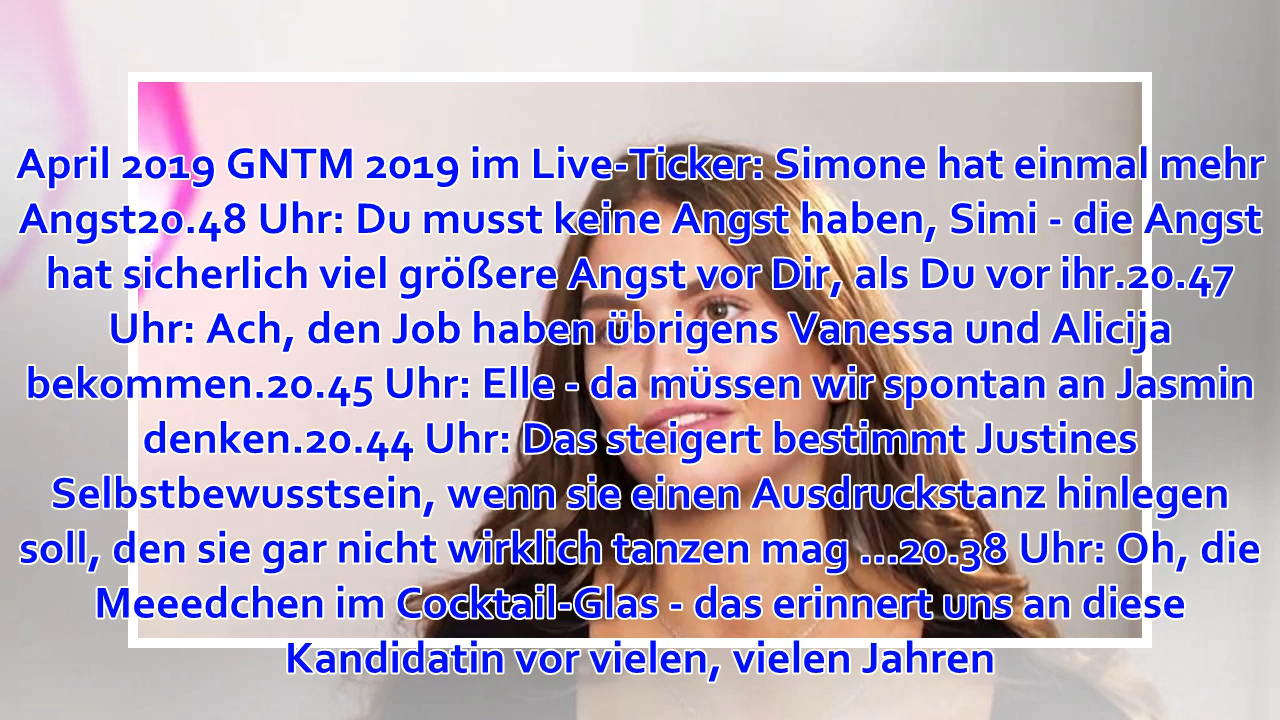 April 2019 GNTM 2019 im Live-Ticker: Simone hat einmal mehr
Angst20.48 Uhr: Du musst keine Angst haben, Simi - die Angst
hat sicherlich viel größere Angst vor Dir, als Du vor ihr.20.47
Uhr: Ach, den Job haben übrigens Vanessa und Alicija
bekommen.20.45 Uhr: Elle - da müssen wir spontan an Jasmin
denken.20.44 Uhr: Das steigert bestimmt Justines
Selbstbewusstsein, wenn sie einen Ausdruckstanz hinlegen
soll, den sie gar nicht wirklich tanzen mag ...20.38 Uhr: Oh, die
Meeedchen im Cocktail-Glas - das erinnert uns an diese
Kandidatin vor vielen, vielen Jahren